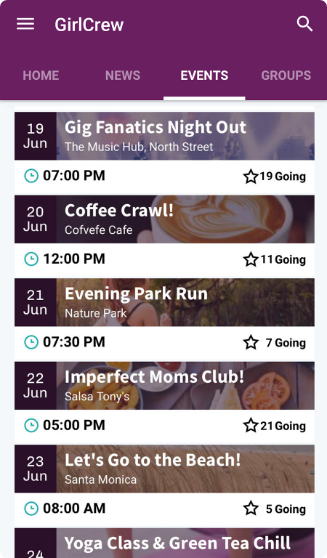 GirlCrew
HOME NEWS EVENTS GROUPS
19 Jun
Gig Fanatics Night Out
The Music Hub, North Street
07:00 PM 19 Going
20 Jun
Coffee Crawl!
Cofvefe Cafe
12:00 PM 11 Going
21 Jun
Evening Park Run
Nature Park
07:30 PM 7 Going
22 Jun
Imperfect Moms Club!
Salsa Tony's
05:00 PM 21 Going
23 Jun
Let's Go to the Beach!
Santa Monica
08:00 AM 5 Going
24
Yoga Class & Green Tea Chill